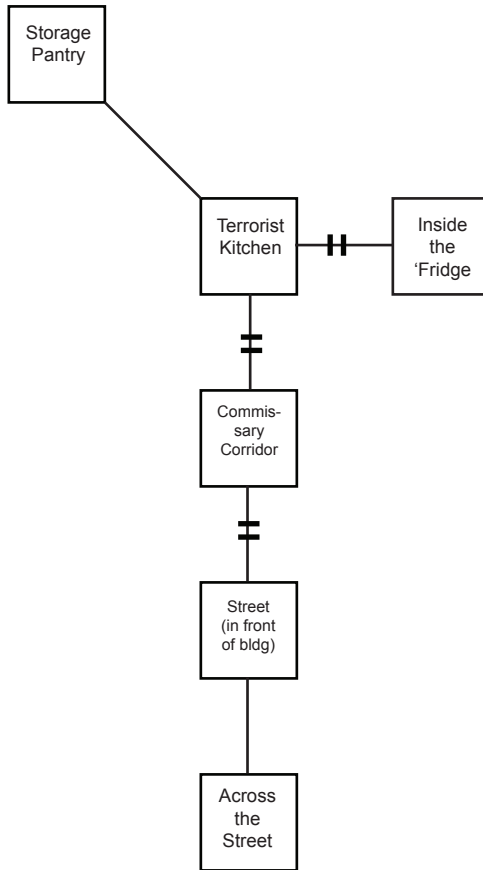 Storage
Pantry
Terrorist
Kitchen
Inside
the
‘Fridge
Commis-
sary
Corridor
Street
(in front
of bldg)
Across
the
Street